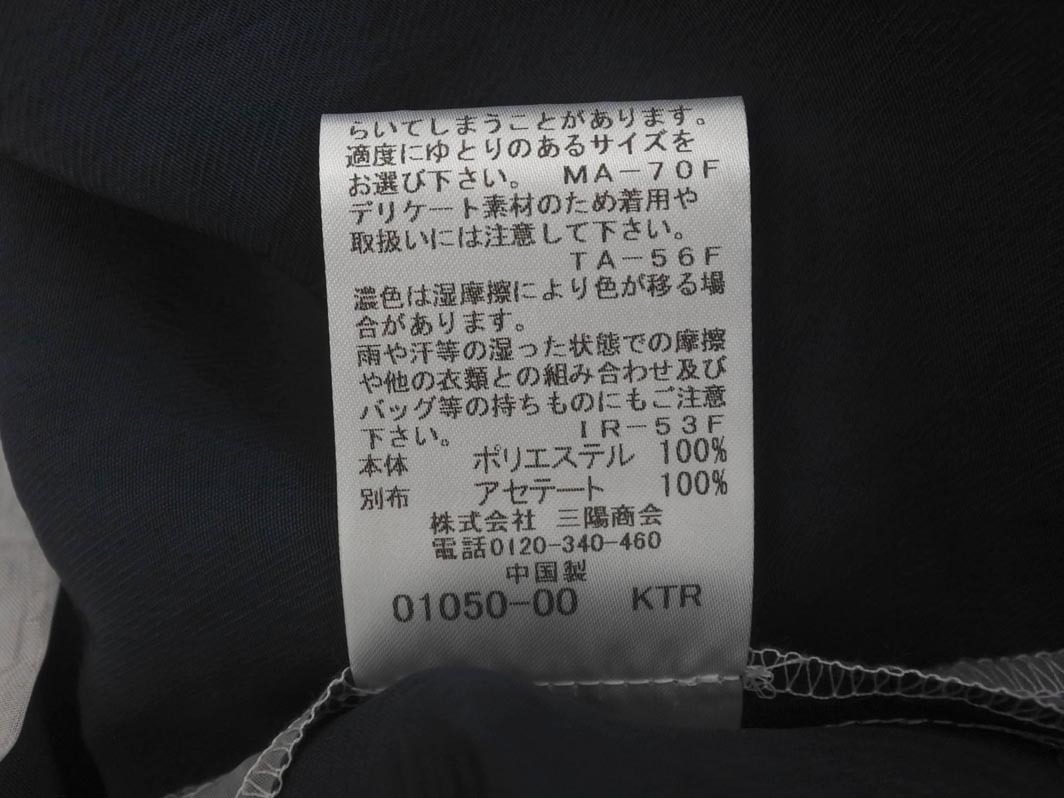 らいてしまうことがあります。
適度にゆとりのあるサイズを
お選び下さい。 MA−70F
デリケート素材のため着用や
取扱いには注意して下さい。
TA−56F
濃色は湿摩擦により色が移る場
合があります。
雨や汗等の湿った状態での摩擦
や他の衣類との組み合わせ及び
バッグ等の持ちものにもご注意
下さい。 IR−53F
本体 ポリエステル 100%
別布 アセテート 100%
株式会社 三陽商会
電話0120-340-460
中国製
01050-00 KTR